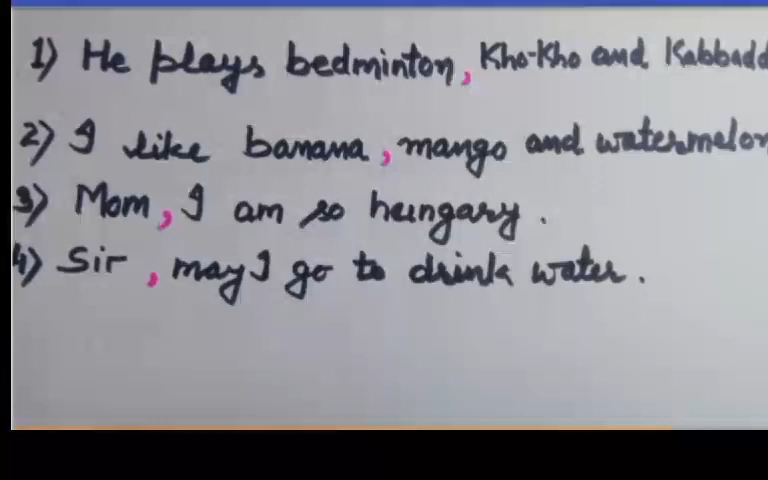 1) He plays bedminton, Kho-Kho and Kabbadd
2) I like banana, mango and watermelon
3) Mom, I am so hungary.
4) Sir, may I go to drink water.